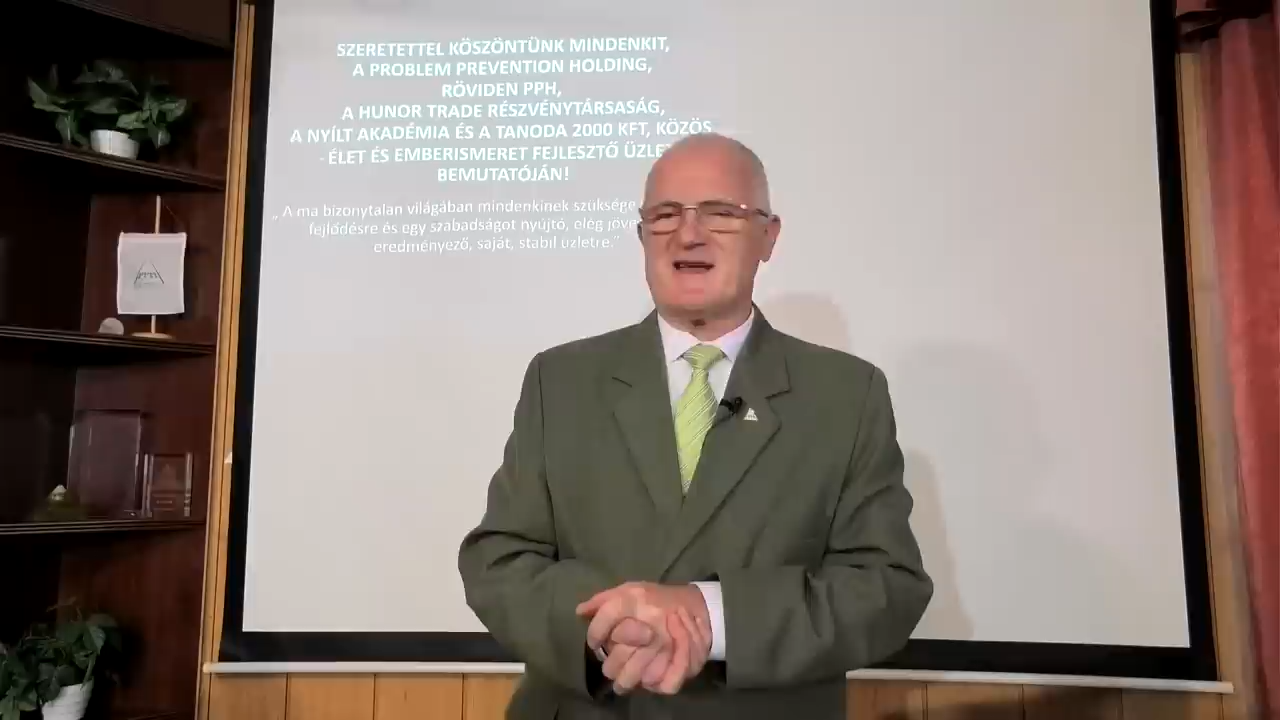 SZERETETTEL KÖSZÖNTÜNK MINDENKIT,
A PROBLEM PREVENTION HOLDING,
RÖVIDEN PPH,
A HUNOR TRADE RÉSZVÉNYTÁRSASÁG,
A NYÍLT AKADÉMIA ÉS A TANODA 2000 KFT, KÖZÖS
- ÉLET ÉS EMBERISMERET FEJLESZTŐ
BEMUTATÓJÁN!
„ A ma bizonytalan világában mindenkinek szüksége
fejlődésre és egy szabadságot nyújtó, elég
eredményező, saját, stabil üzletre."